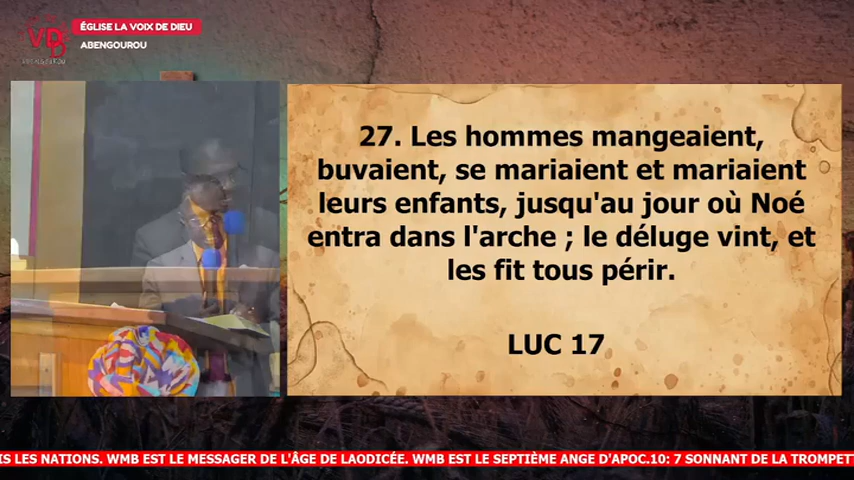 ÉGLISE LA VOIX DE DIEU
ABENGOUROU
27. Les hommes mangeaient,
buvaient, se mariaient et mariaient
leurs enfants, jusqu'au jour où Noé
entra dans l'arche ; le déluge vint, et
les fit tous périr.
LUC 17
IS LES NATIONS. WMB EST LE MESSAGER DE L'ÂGE DE LAODICÉE. WMB EST LE SEPTIÈME ANGE D'APOC.10: 7 SONNANT DE LA TROMPETT